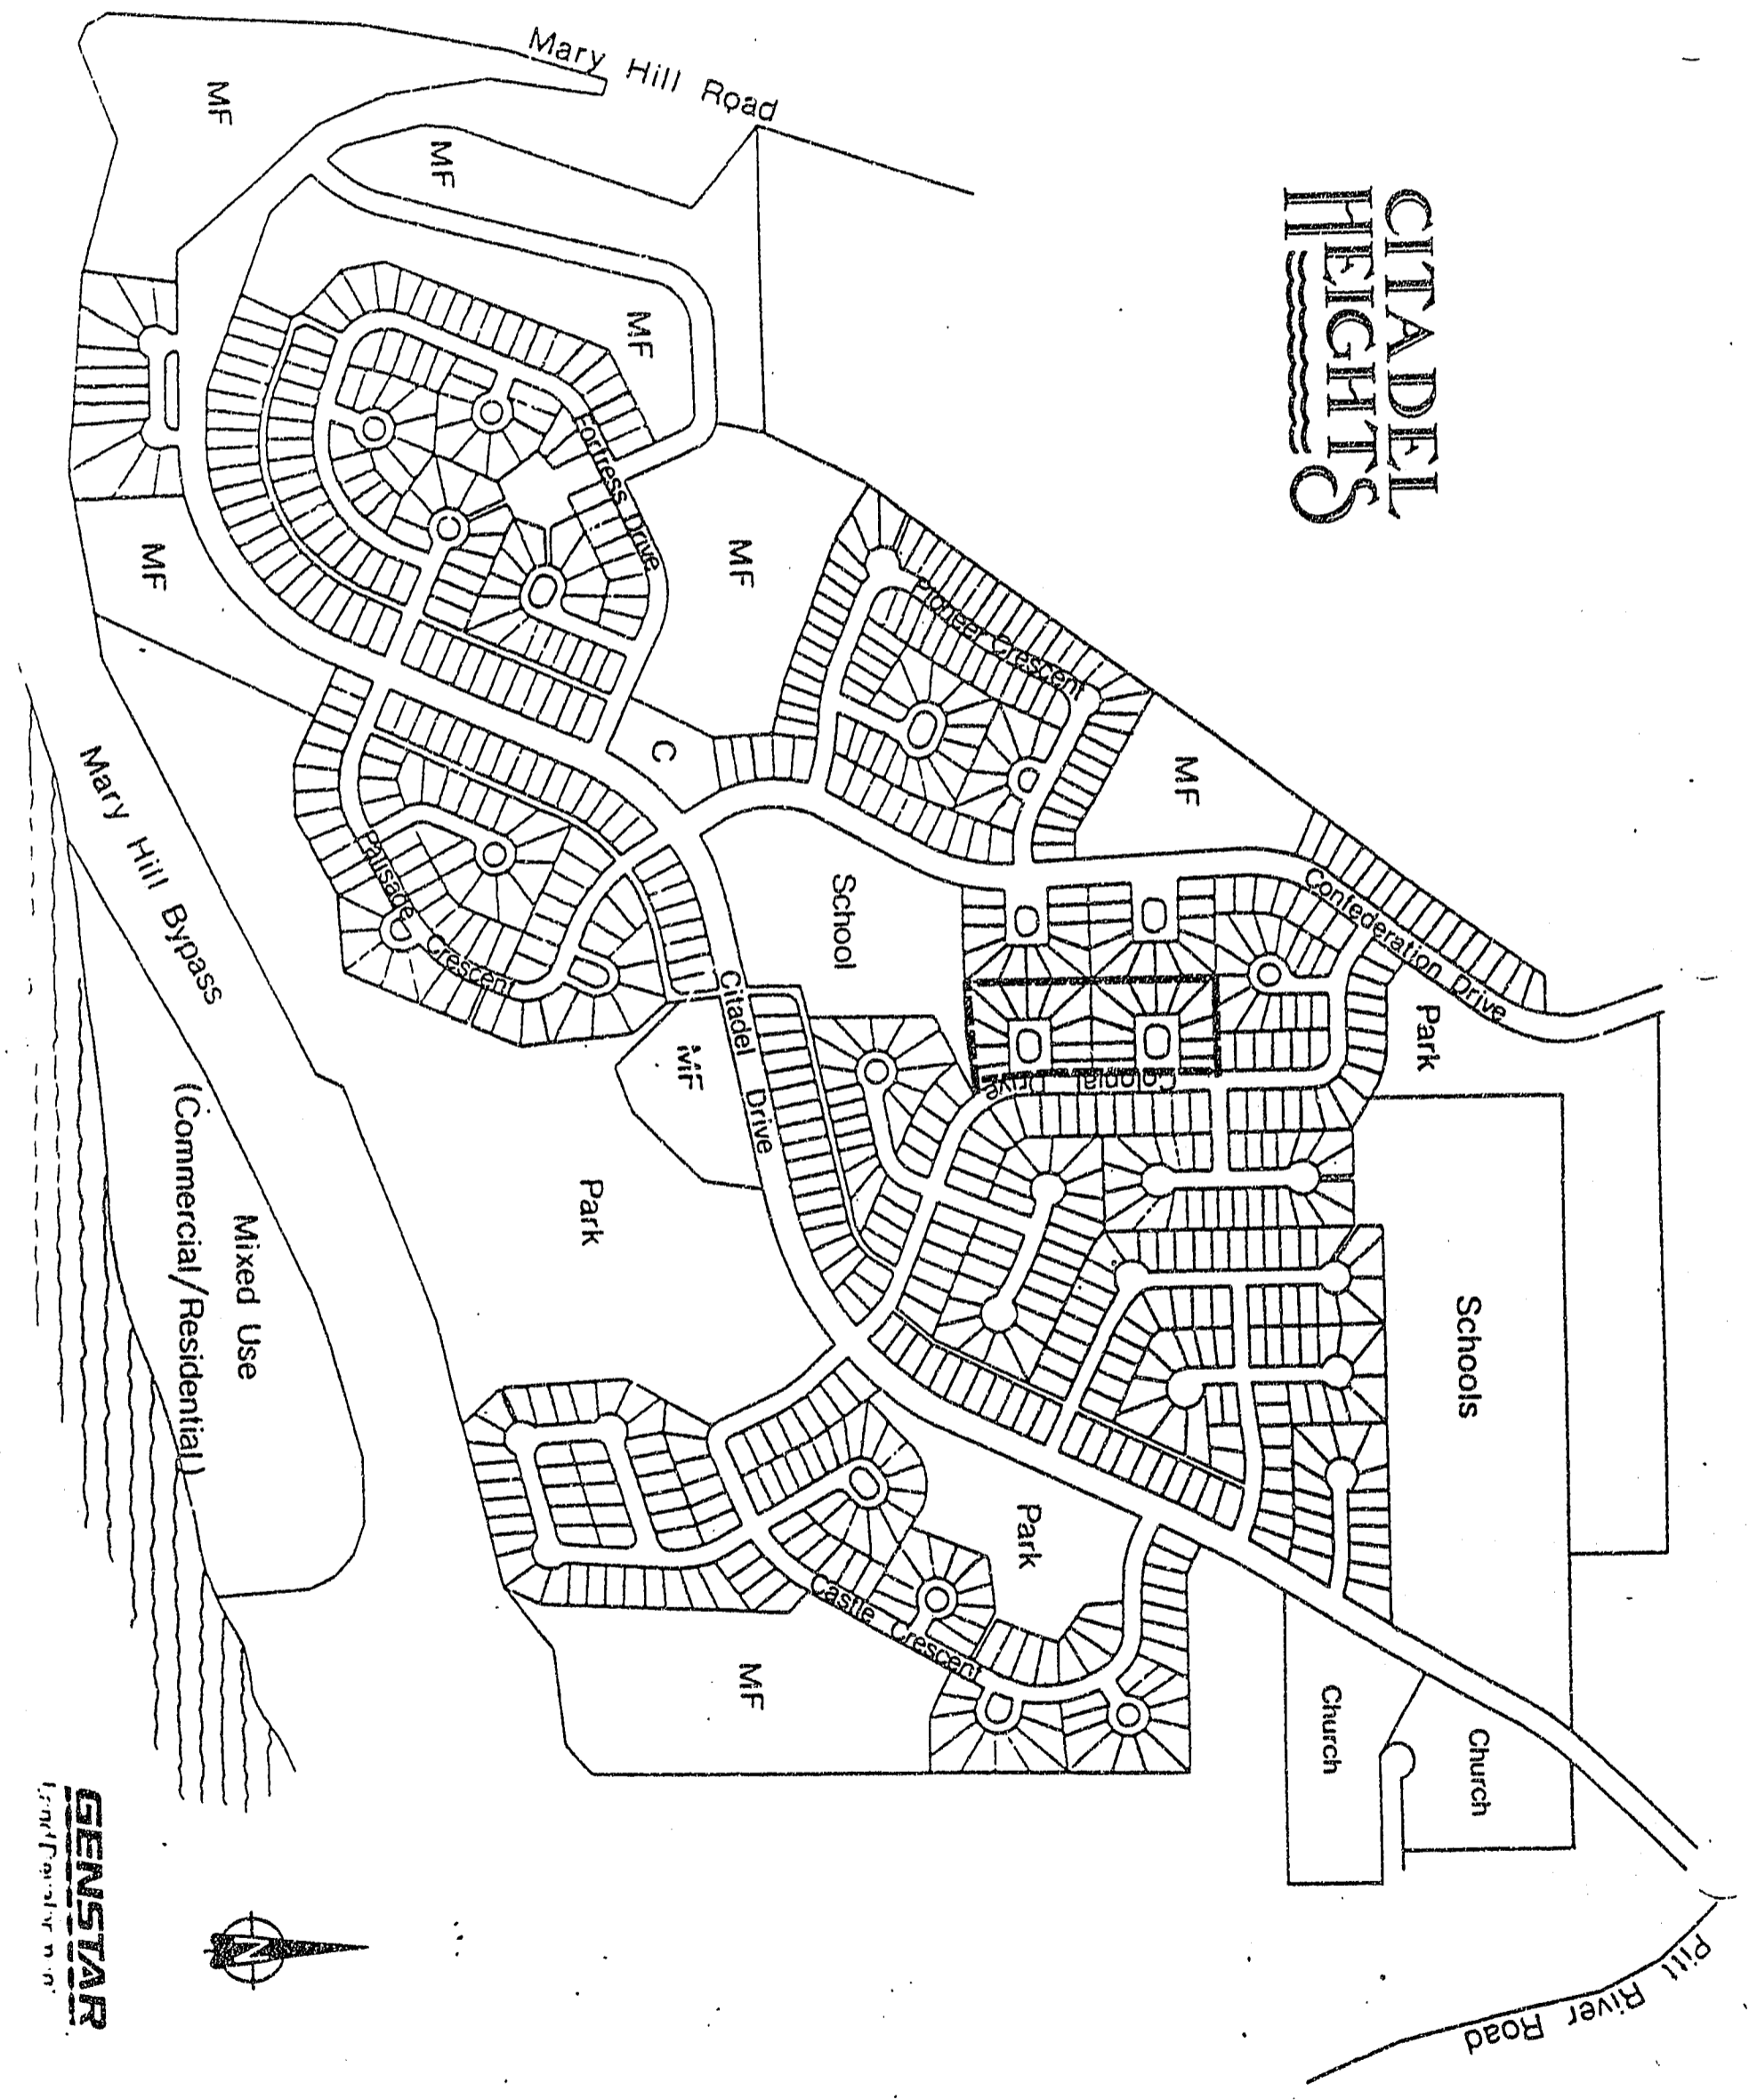 CITADEL
HEIGHTS
Mary Hill Road
MF
MF
MF
MF
MF
MF
MF
MF
Fortress Drive
Pioneer Crescent
C
School
Confederation Drive
Park
Colonial Drive
Schools
Palisade Crescent
Citadel Drive
Park
Park
Castle Crescent
Church
Church
Mary Hill Bypass
Mixed Use
(Commercial/Residential)
Pitt River Road
N
GENSTAR